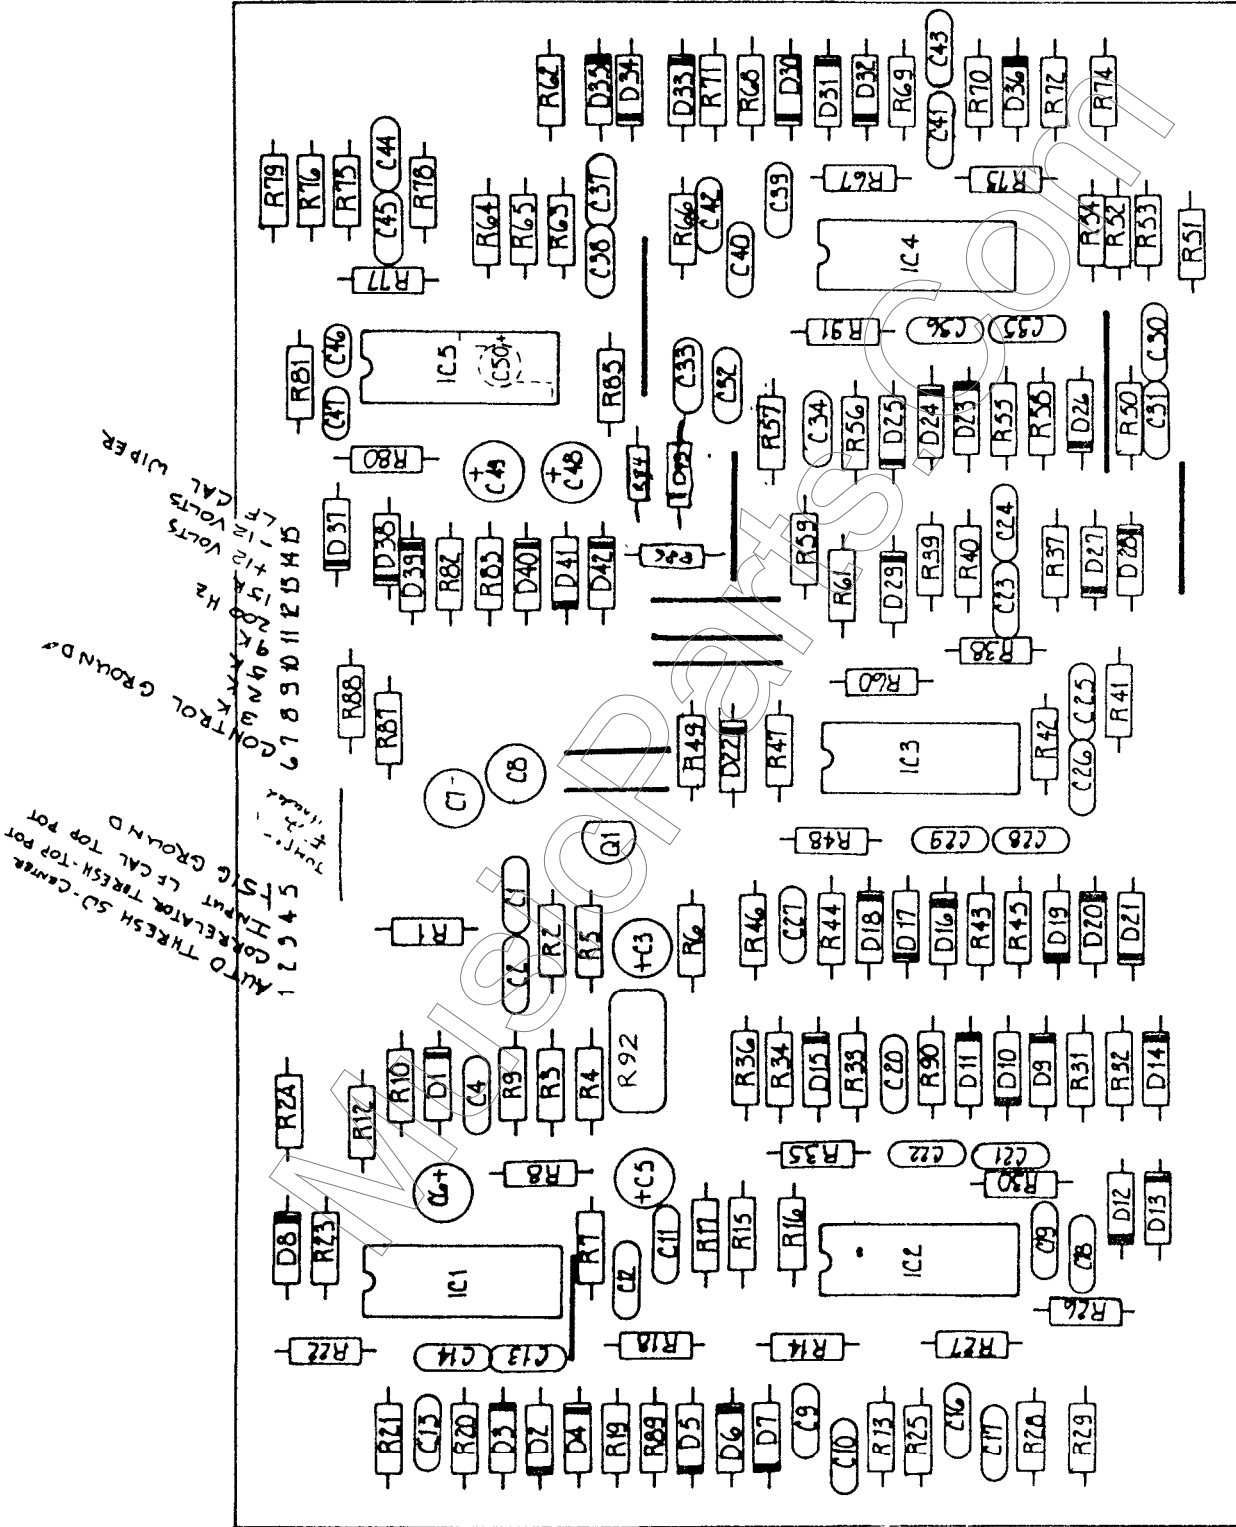 R62 D35 D34 D33 R71 R68 D30 D31 D32 R69 C43 C41 R70 D36 R72 R74
R79 R76 R75 C44 C45 R78 R77
R64 R65 R63 C37 C38 R66 C42 C40 C39 R67 R73
IC4 R54 R52 R53 R51
R81 C46 C47 IC5 C50+ R85 C33 C32 R91 C36 C35 C30
R80 +C49 +C48 R84 R57 C34 R56 D25 D24 D23 R55 R58 D26 R50 C31
D37 D38 D39 R82 R83 D40 D41 D42 R59 R61 D29 R39 R40 C24 C23 R37 D27 D28
R38
R60
R88 R87 C7- C8 R49 D22 R47 IC3 R42 C25 C26 R41
Q1 R48 C29 C28
R1 C1 C2 R2 R5 +C3 R6 R46 C27 R44 D18 D17 D16 R43 R45 D19 D20 D21
R24 R12 R10 D1 C4 R9 R3 R4 R92 R36 R34 D15 R33 C20 R90 D11 D10 D9 R31 R32 D14
C6+ R8 +C5 R35 C22 C21 R30
D8 R23 IC1 R7 C12 C11 R17 R15 R16 IC2 C19 C18 D12 D13
R22 C14 C13 R18 R14 R27 R26
R21 C13 R20 D3 D2 D4 R19 R89 D5 D6 D7 C9 C10 R13 R25 C16 C17 R28 R29
1 2 3 4 5
AUTO THRESH SW-CENTER
CORRELATOR THRESH-TOP POT
INPUT LF CAL TOP POT
SIG GROUND
6 7 8 9 10 11 12 13 14 15
CONTROL GROUND
3K
200 HZ
15K
+12 VOLTS
-12 VOLTS
LF CAL WIPER
MusicParts.Com